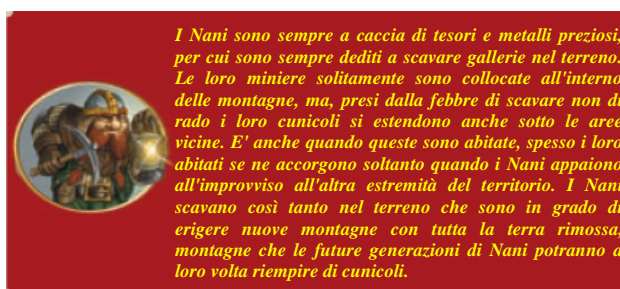 I Nani sono sempre a caccia di tesori e metalli preziosi,
per cui sono sempre dediti a scavare gallerie nel terreno.
Le loro miniere solitamente sono collocate all'interno
delle montagne, ma, presi dalla febbre di scavare non di
rado i loro cunicoli si estendono anche sotto le aree
vicine. E' anche quando queste sono abitate, spesso i loro
abitati se ne accorgono soltanto quando i Nani appaiono
all'improvviso all'altra estremità del territorio. I Nani
scavano così tanto nel terreno che sono in grado di
erigere nuove montagne con tutta la terra rimossa,
montagne che le future generazioni di Nani potranno a
loro volta riempire di cunicoli.